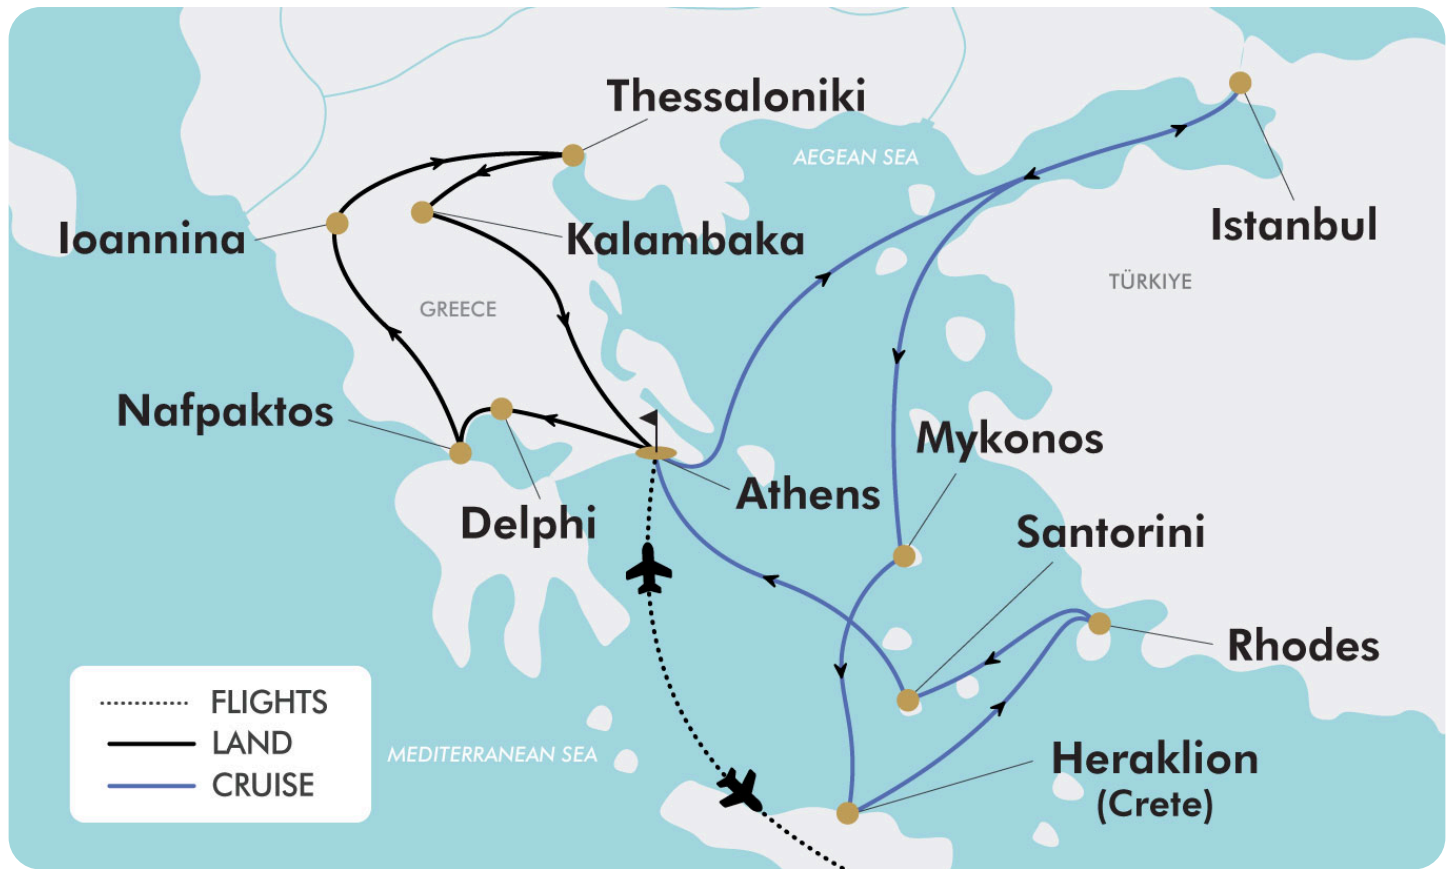 Thessaloniki
AEGEAN SEA
Istanbul
Ioannina
Kalambaka
TÜRKIYE
GREECE
Nafpaktos
Mykonos
Athens
Delphi
Santorini
Rhodes
FLIGHTS
LAND
CRUISE
MEDITERRANEAN SEA
Heraklion
(Crete)